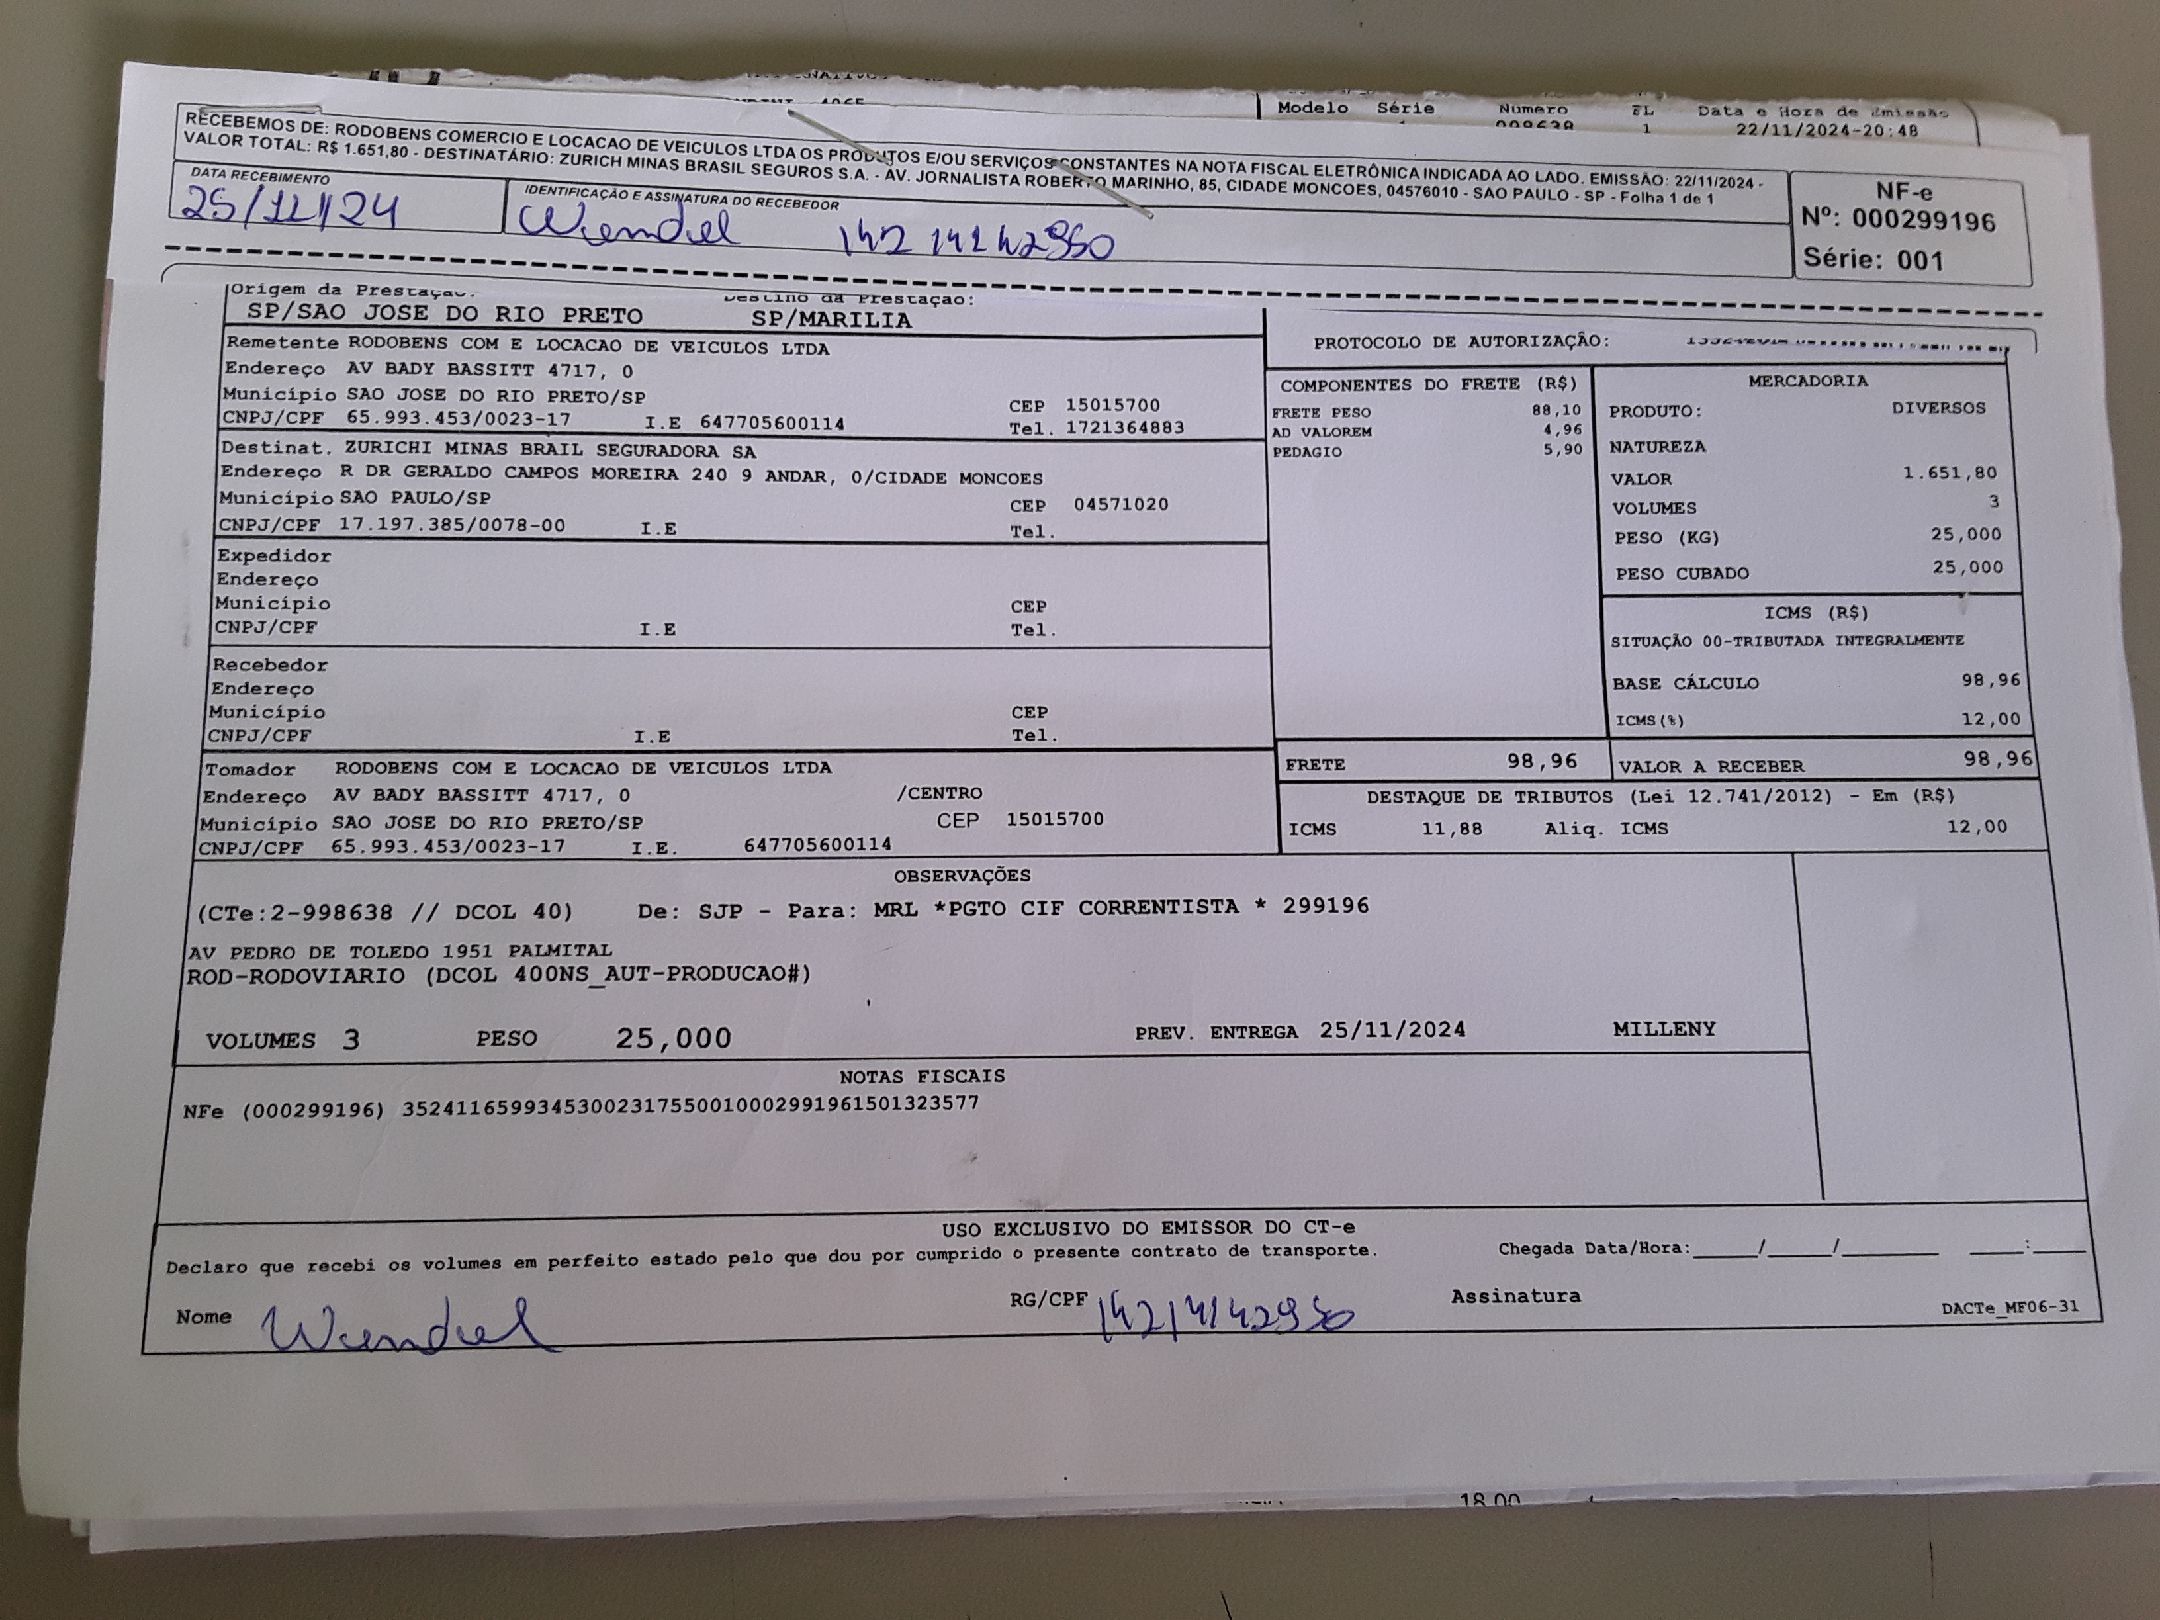 Modelo Série Número FL Data e Hora de Emissão
1 22/11/2024-20:48
RECEBEMOS DE: RODOBENS COMERCIO E LOCACAO DE VEICULOS LTDA OS PRODUTOS E/OU SERVIÇOS CONSTANTES NA NOTA FISCAL ELETRÔNICA INDICADA AO LADO. EMISSÃO: 22/11/2024 -
VALOR TOTAL: R$ 1.651,80 - DESTINATÁRIO: ZURICH MINAS BRASIL SEGUROS S.A. - AV. JORNALISTA ROBERTO MARINHO, 85, CIDADE MONCOES, 04576010 - SAO PAULO - SP - Folha 1 de 1
DATA RECEBIMENTO
25/11/24
IDENTIFICAÇÃO E ASSINATURA DO RECEBEDOR
Wendel
NF-e
Nº: 000299196
Série: 001
Origem da Prestação: Destino da Prestação:
SP/SAO JOSE DO RIO PRETO SP/MARILIA
Remetente RODOBENS COM E LOCACAO DE VEICULOS LTDA
Endereço AV BADY BASSITT 4717, 0
Município SAO JOSE DO RIO PRETO/SP CEP 15015700
CNPJ/CPF 65.993.453/0023-17 I.E 647705600114 Tel. 1721364883
Destinat. ZURICHI MINAS BRAIL SEGURADORA SA
Endereço R DR GERALDO CAMPOS MOREIRA 240 9 ANDAR, 0/CIDADE MONCOES
Município SAO PAULO/SP CEP 04571020
CNPJ/CPF 17.197.385/0078-00 I.E Tel.
Expedidor
Endereço
Município CEP
CNPJ/CPF I.E Tel.
Recebedor
Endereço
Município CEP
CNPJ/CPF I.E Tel.
Tomador RODOBENS COM E LOCACAO DE VEICULOS LTDA
Endereço AV BADY BASSITT 4717, 0 /CENTRO
Município SAO JOSE DO RIO PRETO/SP CEP 15015700
CNPJ/CPF 65.993.453/0023-17 I.E. 647705600114
PROTOCOLO DE AUTORIZAÇÃO:
COMPONENTES DO FRETE (R$)
FRETE PESO 88,10
AD VALOREM 4,96
PEDAGIO 5,90
MERCADORIA
PRODUTO: DIVERSOS
NATUREZA
VALOR 1.651,80
VOLUMES 3
PESO (KG) 25,000
PESO CUBADO 25,000
ICMS (R$)
SITUAÇÃO 00-TRIBUTADA INTEGRALMENTE
BASE CÁLCULO 98,96
ICMS(%) 12,00
FRETE 98,96 VALOR A RECEBER 98,96
DESTAQUE DE TRIBUTOS (Lei 12.741/2012) - Em (R$)
ICMS 11,88 Aliq. ICMS 12,00
OBSERVAÇÕES
(CTe:2-998638 // DCOL 40) De: SJP - Para: MRL *PGTO CIF CORRENTISTA * 299196
AV PEDRO DE TOLEDO 1951 PALMITAL
ROD-RODOVIARIO (DCOL 400NS_AUT-PRODUCAO#)
VOLUMES 3 PESO 25,000 PREV. ENTREGA 25/11/2024 MILLENY
NOTAS FISCAIS
NFe (000299196) 35241165993453002317550010002991961501323577
USO EXCLUSIVO DO EMISSOR DO CT-e
Declaro que recebi os volumes em perfeito estado pelo que dou por cumprido o presente contrato de transporte. Chegada Data/Hora:_____/_____/________ ____:____
Nome Wendel RG/CPF 14214142950 Assinatura
DACTe_MF06-31
18,00